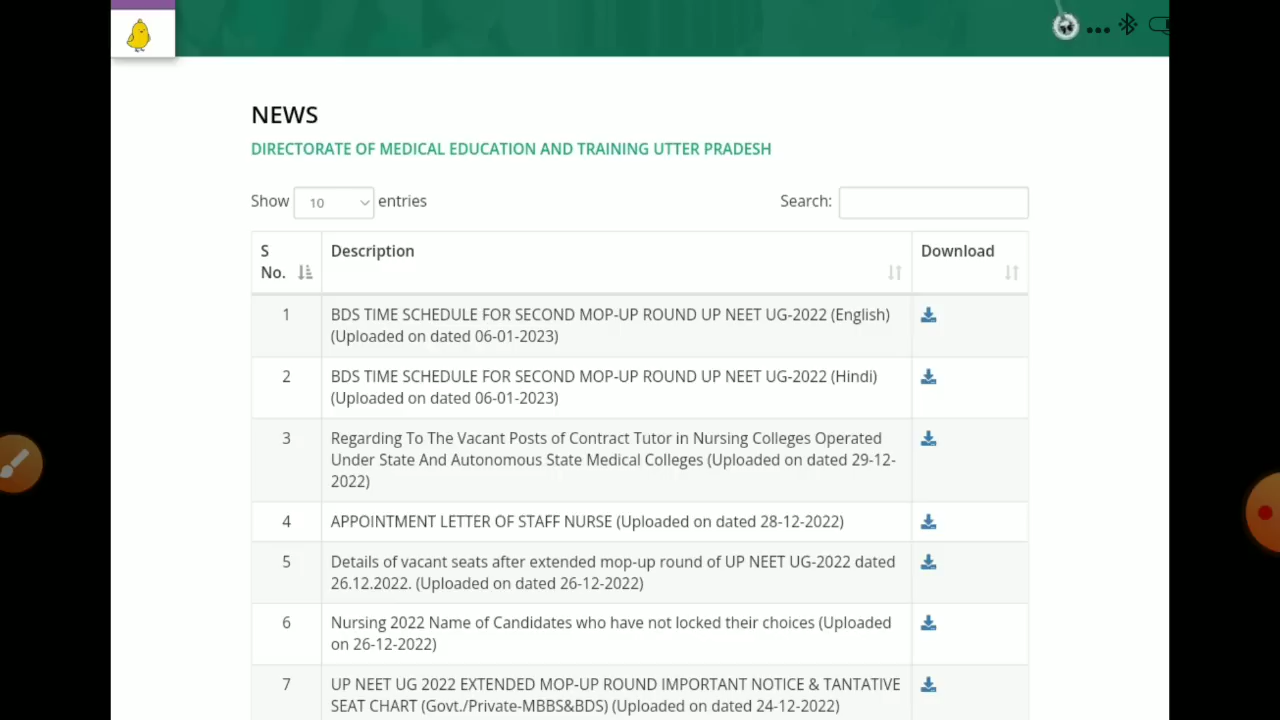 NEWS
DIRECTORATE OF MEDICAL EDUCATION AND TRAINING UTTER PRADESH
Show 10 entries Search:
S No. Description Download
1 BDS TIME SCHEDULE FOR SECOND MOP-UP ROUND UP NEET UG-2022 (English)
(Uploaded on dated 06-01-2023)
2 BDS TIME SCHEDULE FOR SECOND MOP-UP ROUND UP NEET UG-2022 (Hindi)
(Uploaded on dated 06-01-2023)
3 Regarding To The Vacant Posts of Contract Tutor in Nursing Colleges Operated
Under State And Autonomous State Medical Colleges (Uploaded on dated 29-12-
2022)
4 APPOINTMENT LETTER OF STAFF NURSE (Uploaded on dated 28-12-2022)
5 Details of vacant seats after extended mop-up round of UP NEET UG-2022 dated
26.12.2022. (Uploaded on dated 26-12-2022)
6 Nursing 2022 Name of Candidates who have not locked their choices (Uploaded
on 26-12-2022)
7 UP NEET UG 2022 EXTENDED MOP-UP ROUND IMPORTANT NOTICE & TANTATIVE
SEAT CHART (Govt./Private-MBBS&BDS) (Uploaded on dated 24-12-2022)